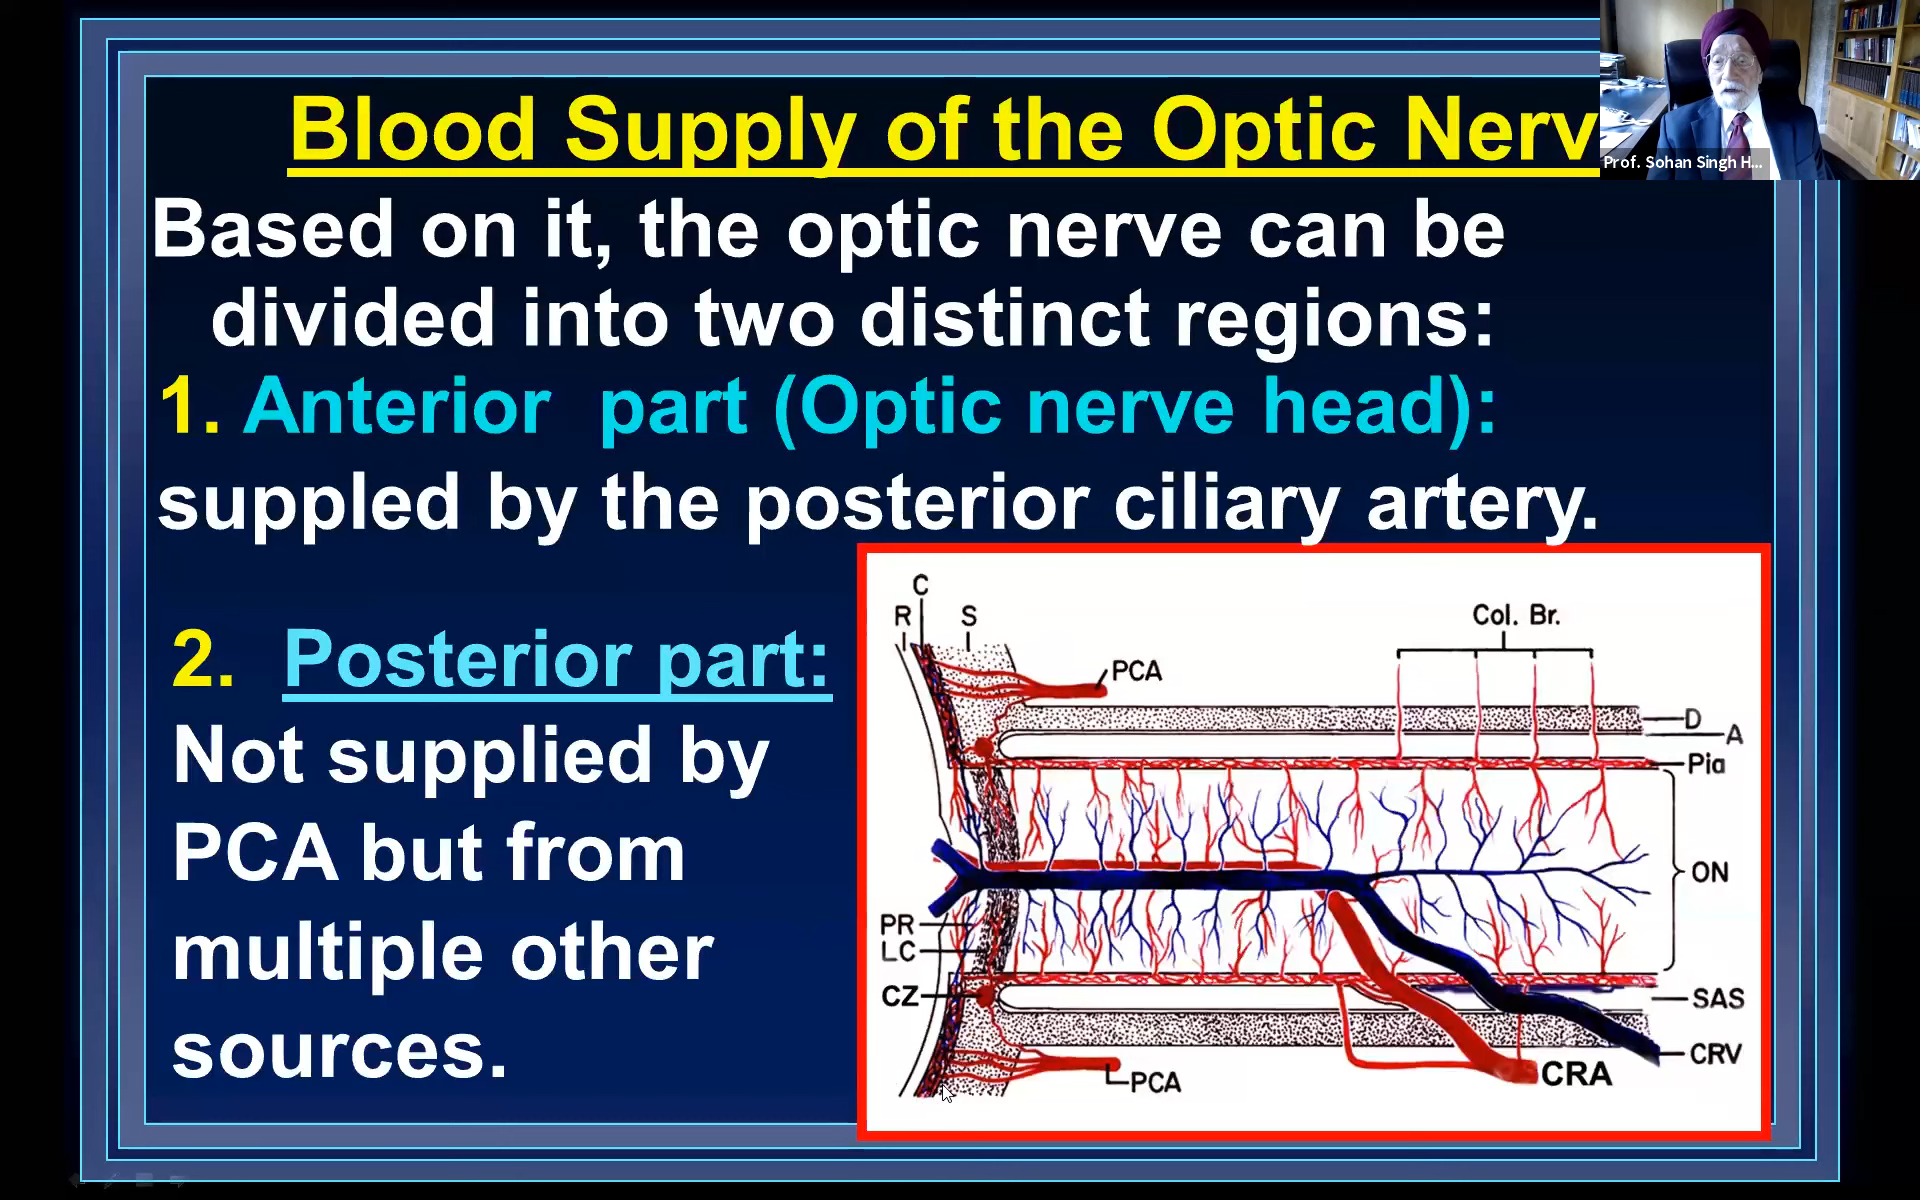 Blood Supply of the Optic Nerv
Prof. Sohan Singh H...
Based on it, the optic nerve can be
divided into two distinct regions:
1. Anterior part (Optic nerve head):
suppled by the posterior ciliary artery.
2. Posterior part:
Not supplied by
PCA but from
multiple other
sources.
C
R
S
Col. Br.
PCA
D
A
Pia
ON
PR
LC
CZ
SAS
CRV
CRA
PCA